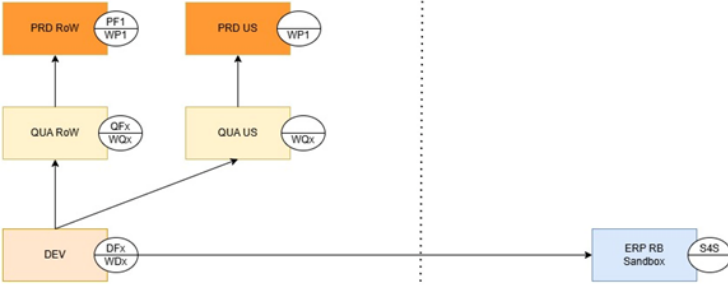 PRD RoW
PF1
WP1
PRD US
WP1
QUA RoW
QFx
WQx
QUA US
WQx
DEV
DFx
WDx
ERP RB
Sandbox
S4S